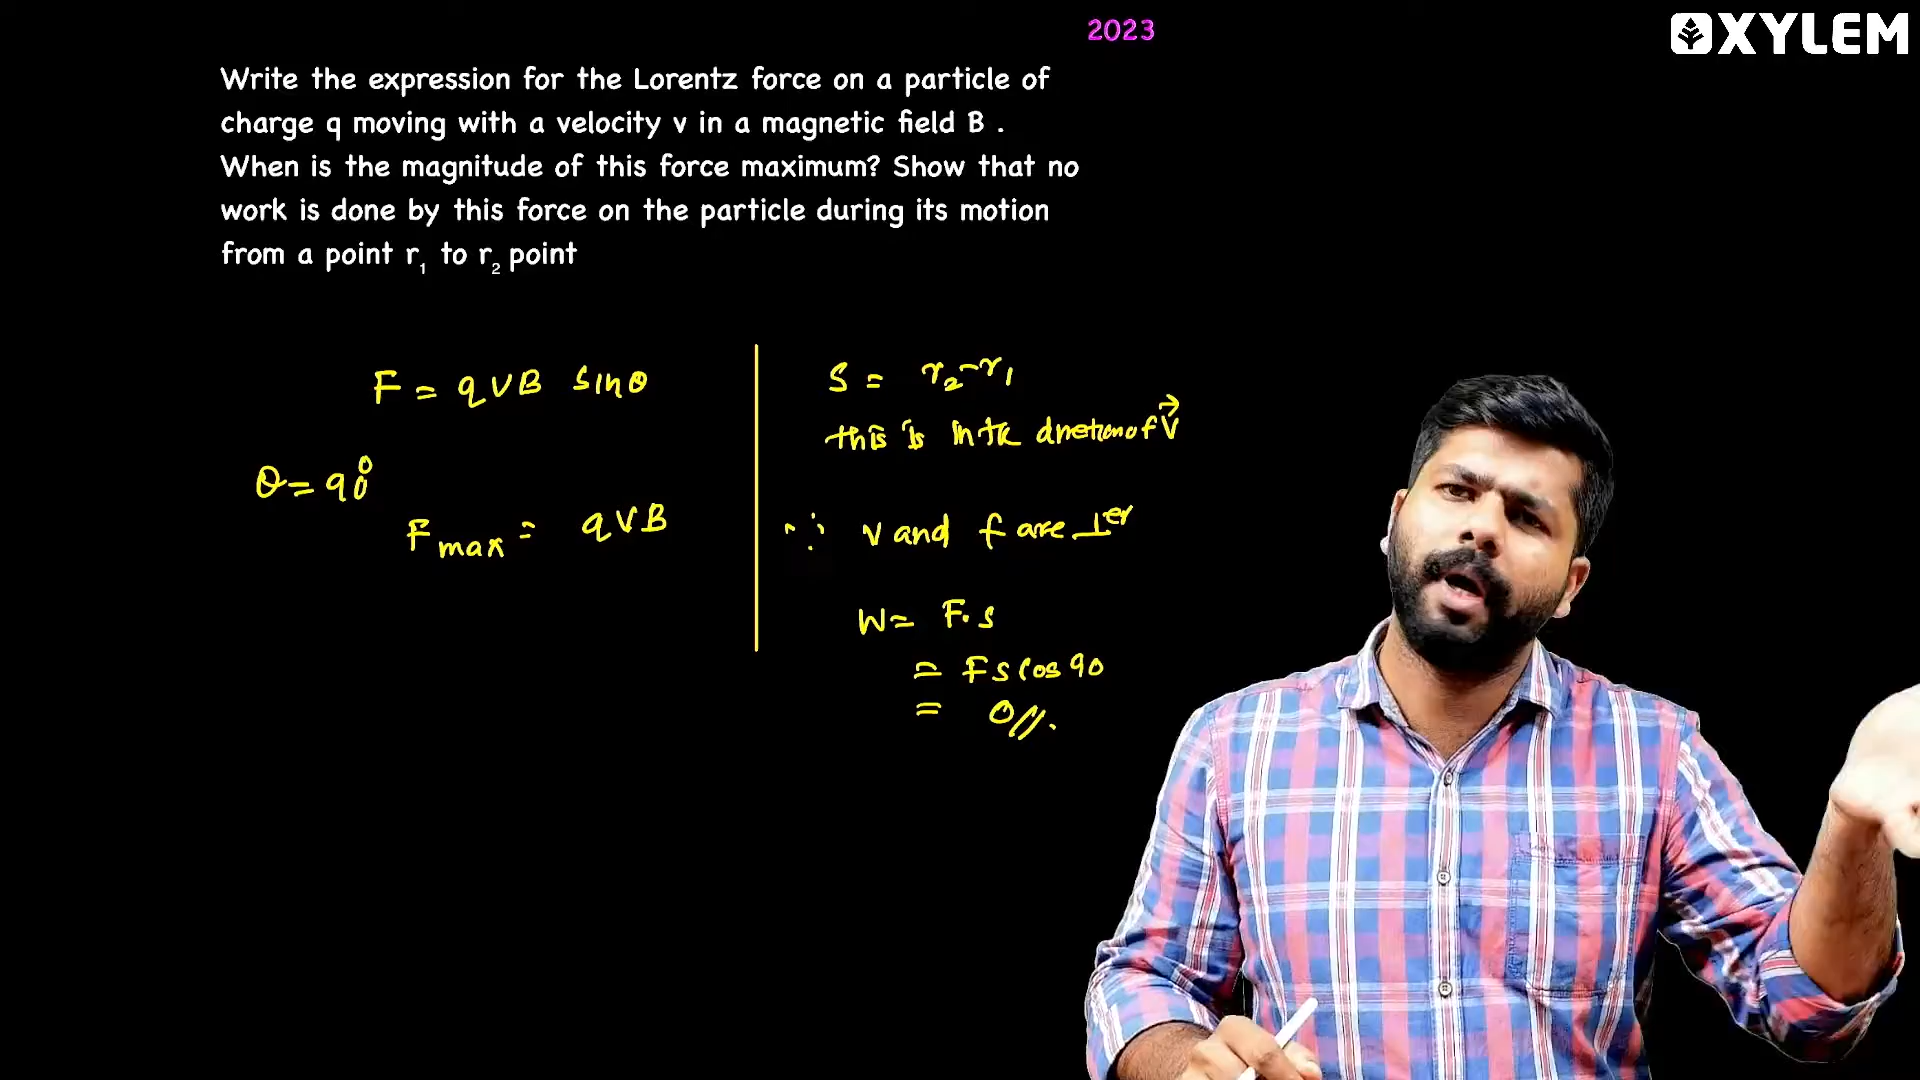 2023
XYLEM
Write the expression for the Lorentz force on a particle of
charge q moving with a velocity v in a magnetic field B .
When is the magnitude of this force maximum? Show that no
work is done by this force on the particle during its motion
from a point r₁ to r₂ point
F = qVB sinθ
θ = 90°
Fmax = qVB
S = r₂-r₁
this is in the direction of V⃗
∵ v and f are ⊥er
W = F.s
= Fs cos 90
= 0//.